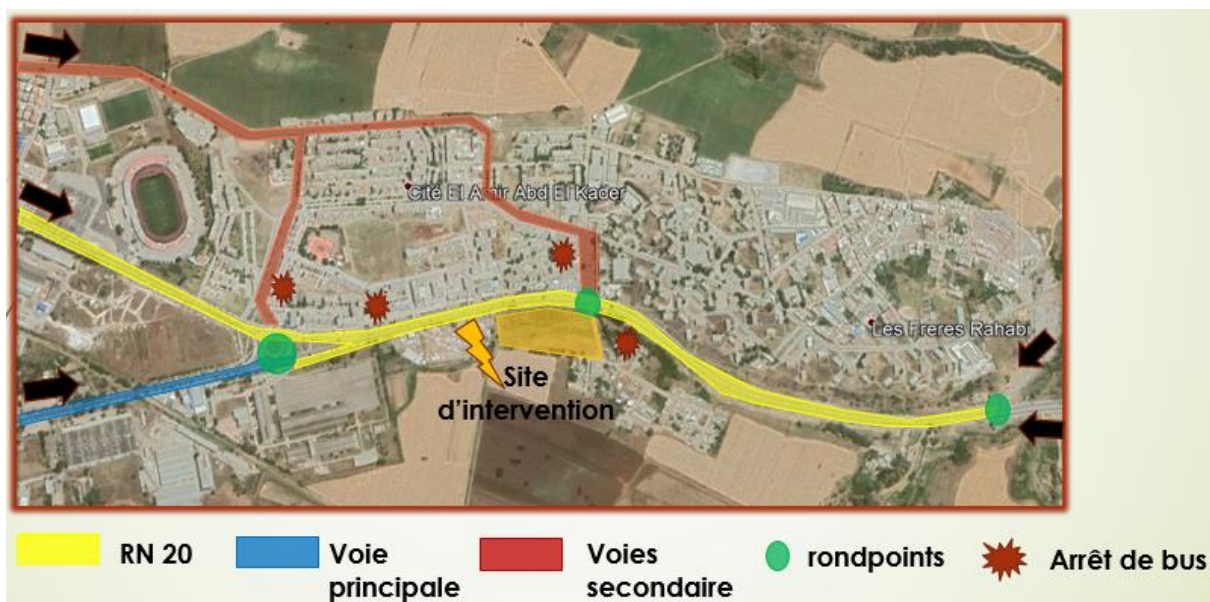 Cité El Amir Abd El Kader
Les Freres Rahabi
Site
d'intervention
RN 20
Voie
principale
Voies
secondaire
rondpoints
Arrêt de bus